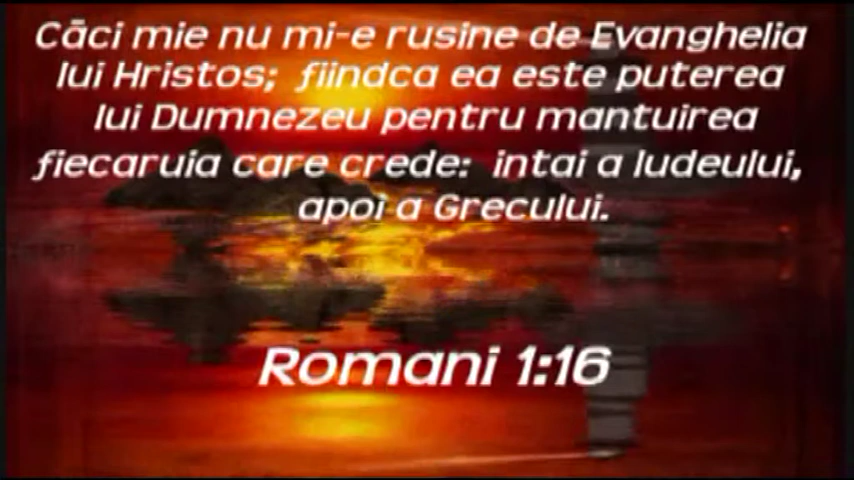 Căci mie nu mi-e rusine de Evanghelia
lui Hristos; fiindca ea este puterea
lui Dumnezeu pentru mantuirea
fiecaruia care crede: intai a Iudeului,
apoi a Grecului.
Romani 1:16